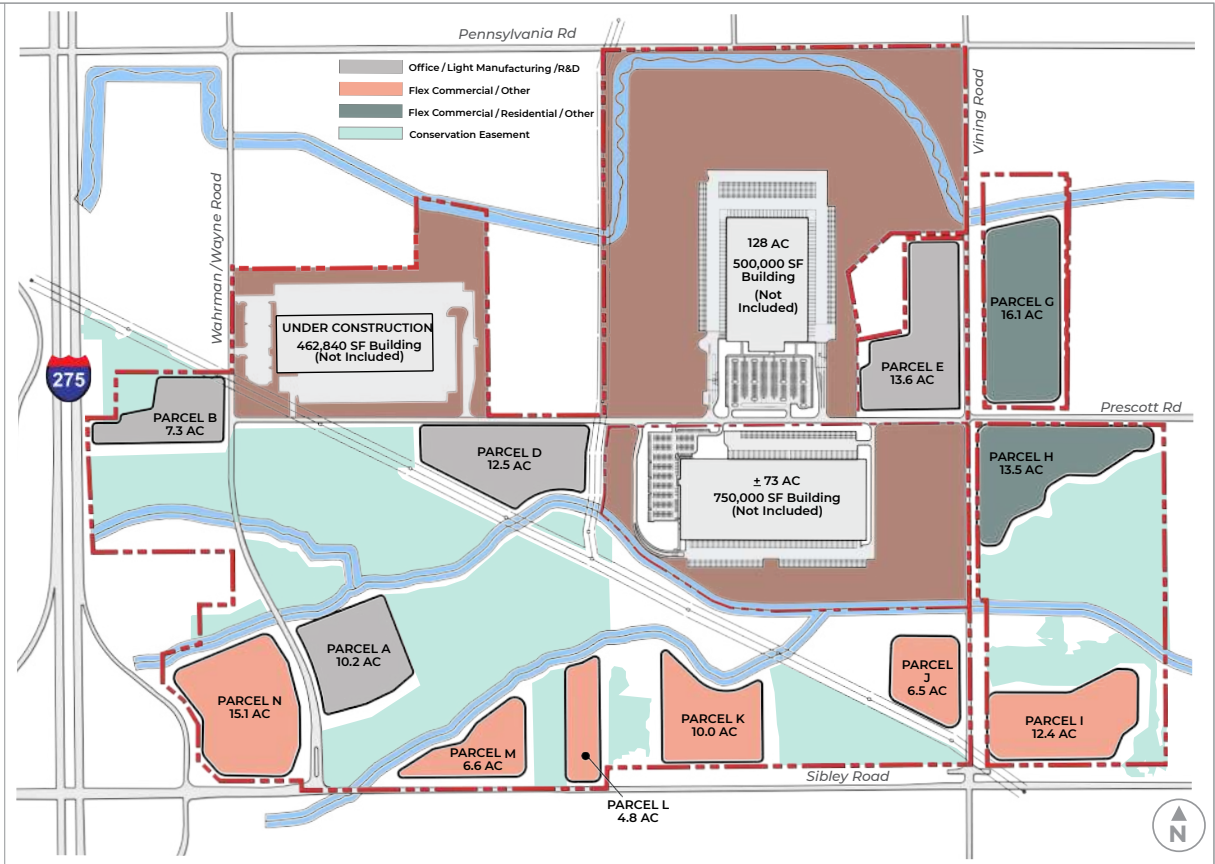 Pennsylvania Rd
Office / Light Manufacturing /R&D
Flex Commercial / Other
Flex Commercial / Residential / Other
Conservation Easement
Vining Road
Wahrman /Wayne Road
128 AC
500,000 SF
Building
(Not
Included)
PARCEL G
16.1 AC
UNDER CONSTRUCTION
462,840 SF Building
(Not Included)
275
PARCEL E
13.6 AC
PARCEL B
7.3 AC
Prescott Rd
PARCEL D
12.5 AC
PARCEL H
13.5 AC
± 73 AC
750,000 SF Building
(Not Included)
PARCEL A
10.2 AC
PARCEL
J
6.5 AC
PARCEL N
15.1 AC
PARCEL K
10.0 AC
PARCEL I
12.4 AC
PARCEL M
6.6 AC
Sibley Road
PARCEL L
4.8 AC
N